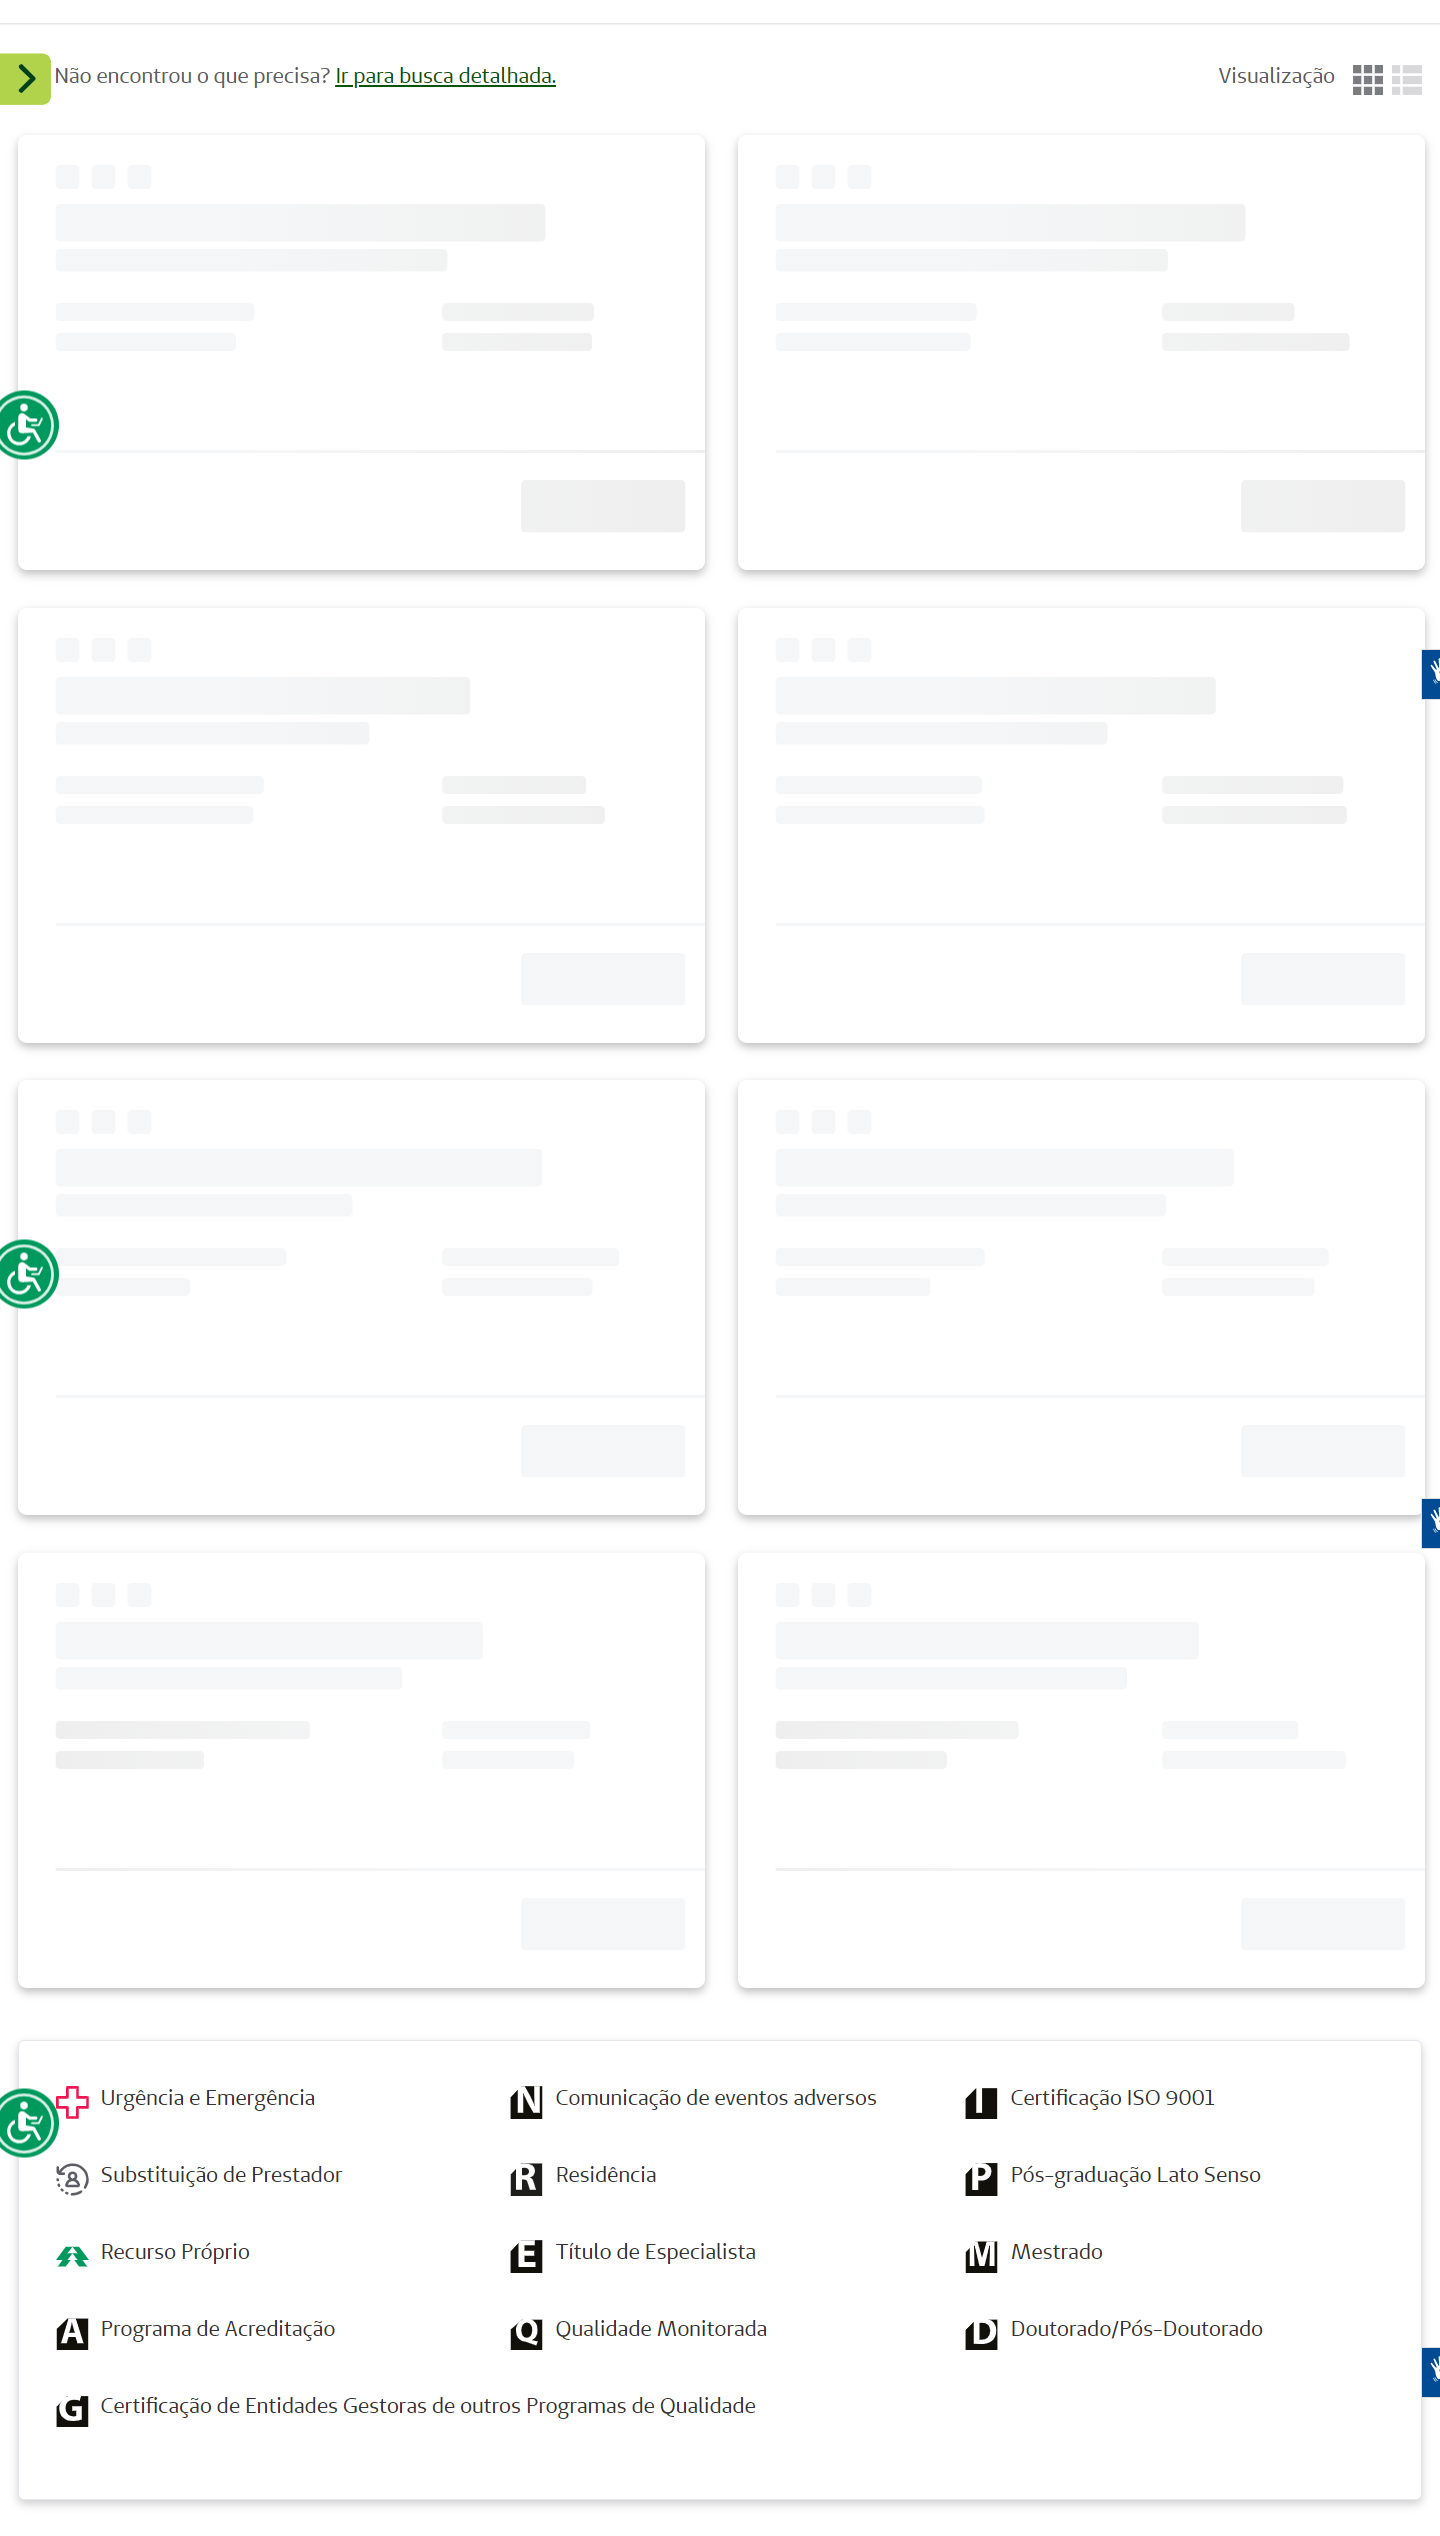 Não encontrou o que precisa? Ir para busca detalhada.
Visualização
Urgência e Emergência
N Comunicação de eventos adversos
I Certificação ISO 9001
Substituição de Prestador
R Residência
P Pós-graduação Lato Senso
Recurso Próprio
E Título de Especialista
M Mestrado
A Programa de Acreditação
Q Qualidade Monitorada
D Doutorado/Pós-Doutorado
G Certificação de Entidades Gestoras de outros Programas de Qualidade